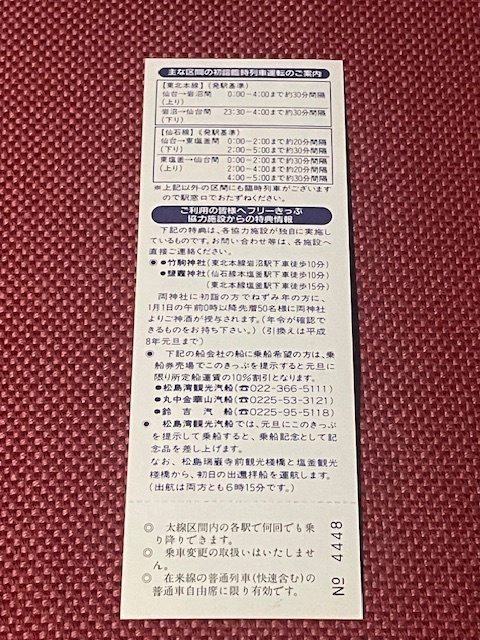 主な区間の初詣臨時列車運転のご案内
【東北本線】(発駅基準)
仙台→岩沼間 0:00~4:00まで約30分間隔
(上り)
岩沼→仙台間 23:30~4:00まで約30分間隔
【仙石線】(発駅基準)
仙台→東塩釜間 0:00~2:00まで約20分間隔
(下り) 2:00~5:00まで約30分間隔
東塩釜→仙台間 0:00~2:00まで約30分間隔
(上り) 2:00~4:00まで約20分間隔
4:00~5:00まで約30分間隔
※上記以外の区間にも臨時列車がございます
ので駅窓口でおたずねください。
ご利用の皆様へフリーきっぷ
協力施設からの特典情報
下記の特典は、各協力施設が独自に実施し
ているものです。お問い合わせ等は、各施設へ
直接ご連絡ください。
◉●竹駒神社(東北本線岩沼駅下車徒歩10分)
●鹽竈神社(仙石線本塩釜駅下車徒歩10分)
(東北本線塩釜駅下車徒歩15分)
両神社に初詣の方でねずみ年の方に、
1月1日の午前0時以降先着50名様に両神社
よりご神酒が授与されます。(年令が確認で
きるものをお持ち下さい。)(引換えは平成
8年元旦まで)
◉ 下記の船会社の船に乗船希望の方は、乗
船券売場でこのきっぷを提示すると元旦に
限り所定船運賃の10%割引となります。
●松島湾観光汽船(☎022-366-5111)
●丸中金華山汽船(☎0225-53-3121)
●鈴吉汽船(☎0225-95-5118)
◉ 松島湾観光汽船では、元旦にこのきっぷ
を提示して乗船すると、乗船記念として記
念品を差し上げます。
なお、松島瑞巌寺前観光桟橋と塩釜観光
桟橋から、初日の出遥拝船を運航します。
(出航は両方とも6時15分です。)
◎ 太線区間内の各駅で何回でも乗
り降りできます。
◎ 乗車変更の取扱いはいたしませ
ん。
◎ 在来線の普通列車(快速含む)の
普通車自由席に限り有効です。
No 4448